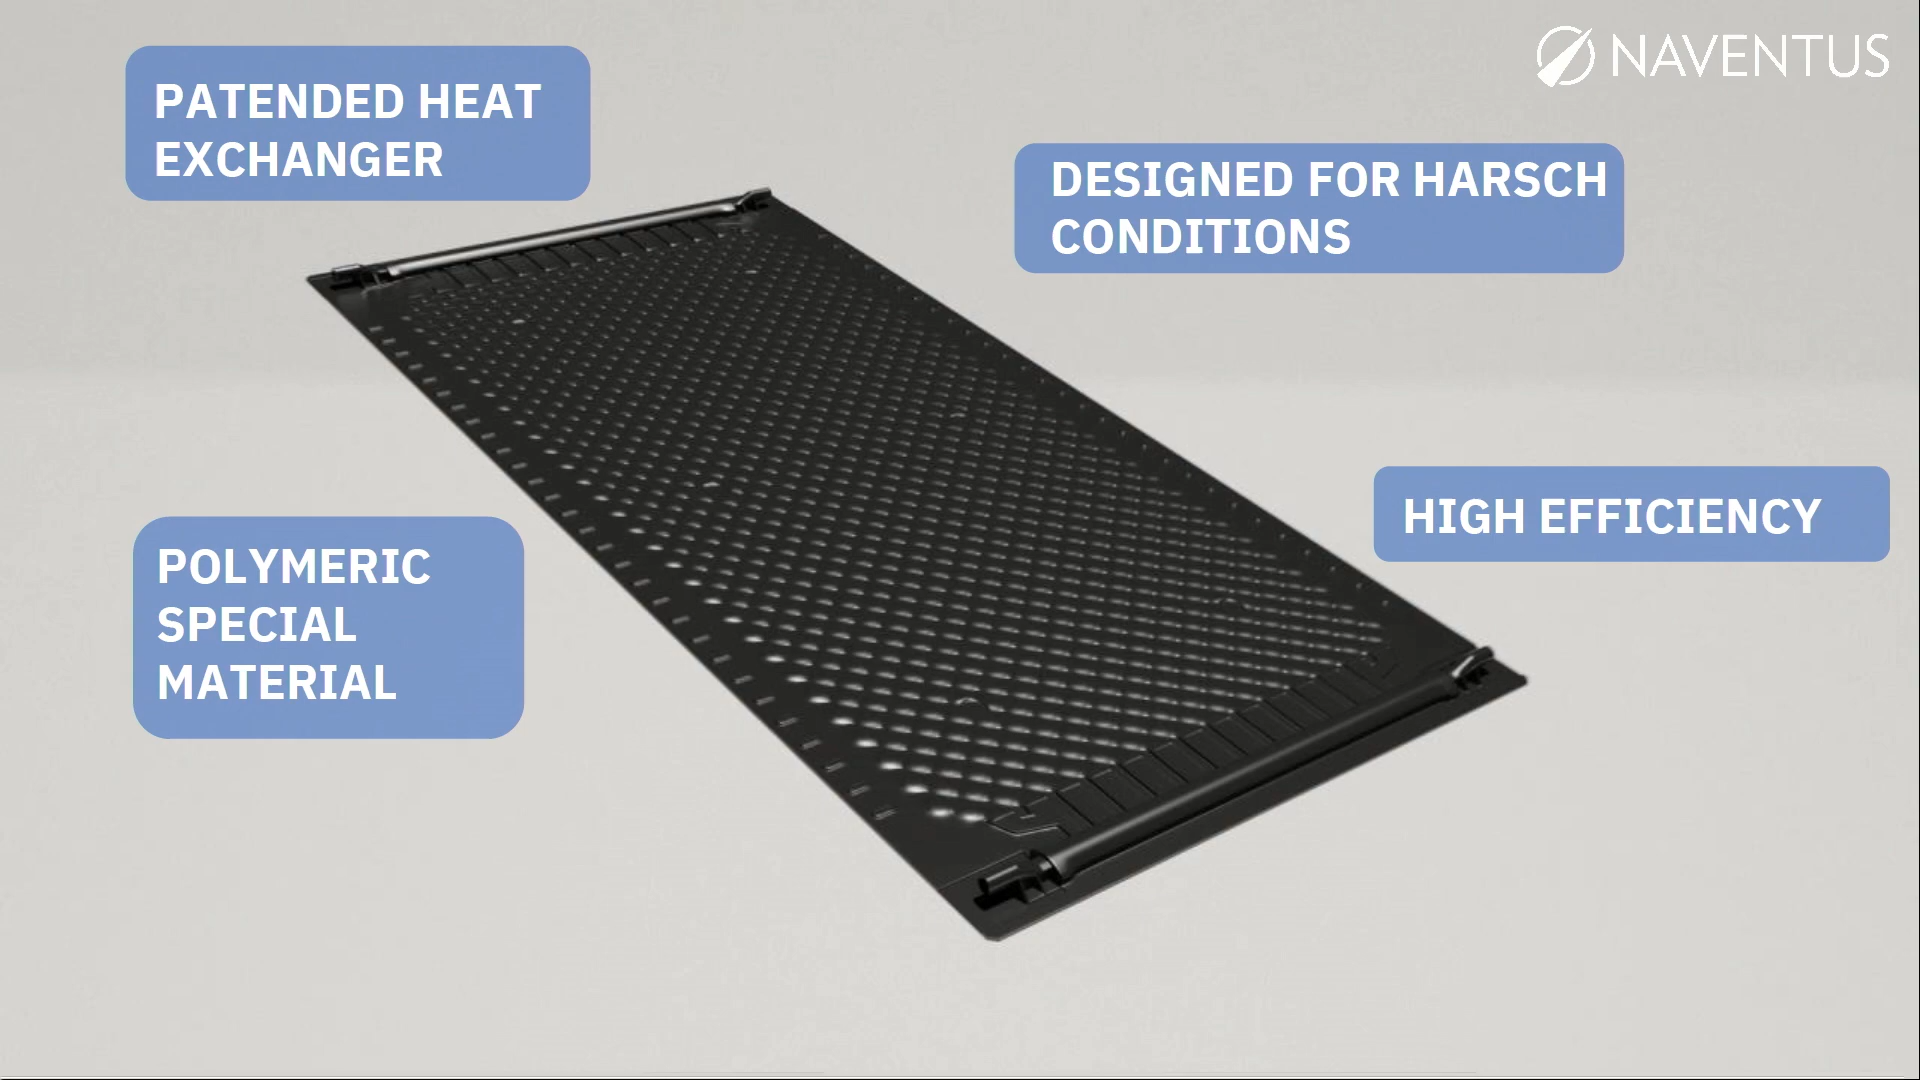 NAVENTUS
PATENDED HEAT
EXCHANGER
DESIGNED FOR HARSCH
CONDITIONS
HIGH EFFICIENCY
POLYMERIC
SPECIAL
MATERIAL